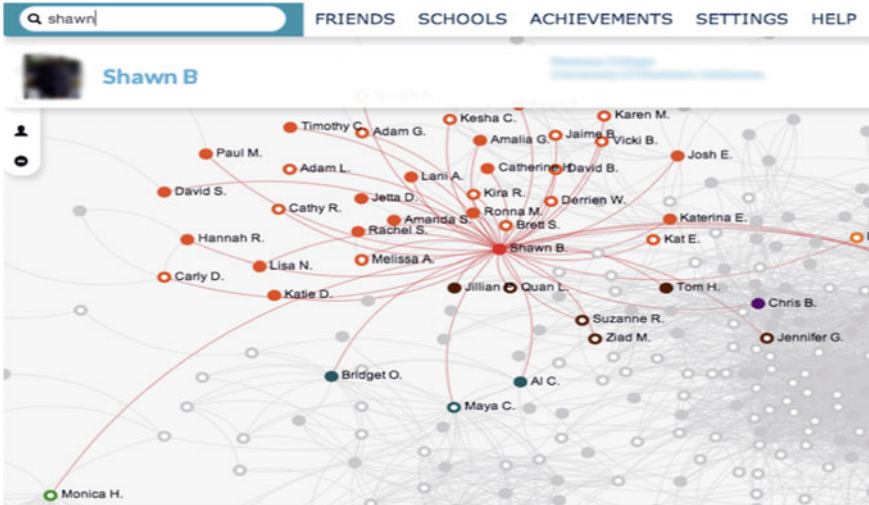 shawn
FRIENDS SCHOOLS ACHIEVEMENTS SETTINGS HELP
Shawn B
Kesha C.
Karen M.
Timothy C.
Adam G.
Amalia G.
Jaime B.
Vicki B.
Paul M.
Josh E.
Adam L.
Catherine H.
David B.
Lani A.
David S.
Jetta D.
Kira R.
Derrien W.
Cathy R.
Ronna M.
Amanda S.
Katerina E.
Rachel S.
Brett S.
Hannah R.
Kat E.
Shawn B.
Melissa A.
Lisa N.
Carly D.
Katie D.
Jillian
Quan L.
Tom H.
Chris B.
Suzanne R.
Ziad M.
Jennifer G.
Bridget O.
Al C.
Maya C.
Monica H.